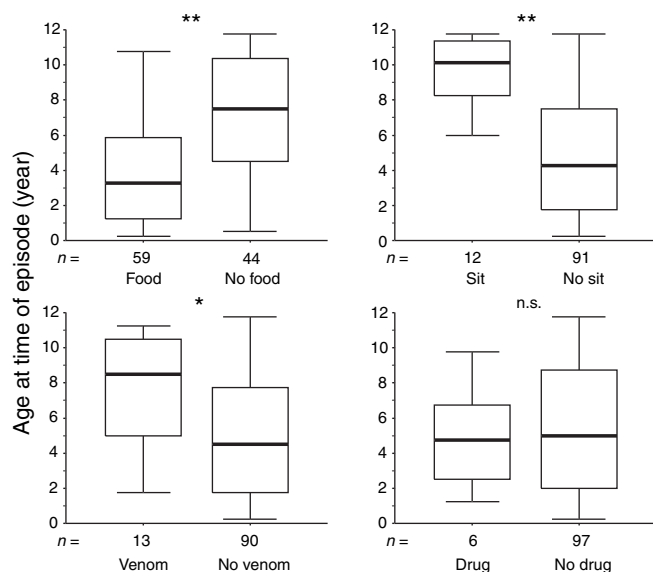 ** **
12 12
10 10
8 8
6 6
4 4
2 2
0 0
n = 59 44 n = 12 91
Food No food Sit No sit
Age at time of episode (year)
* n.s.
12 12
10 10
8 8
6 6
4 4
2 2
0 0
n = 13 90 n = 6 97
Venom No venom Drug No drug